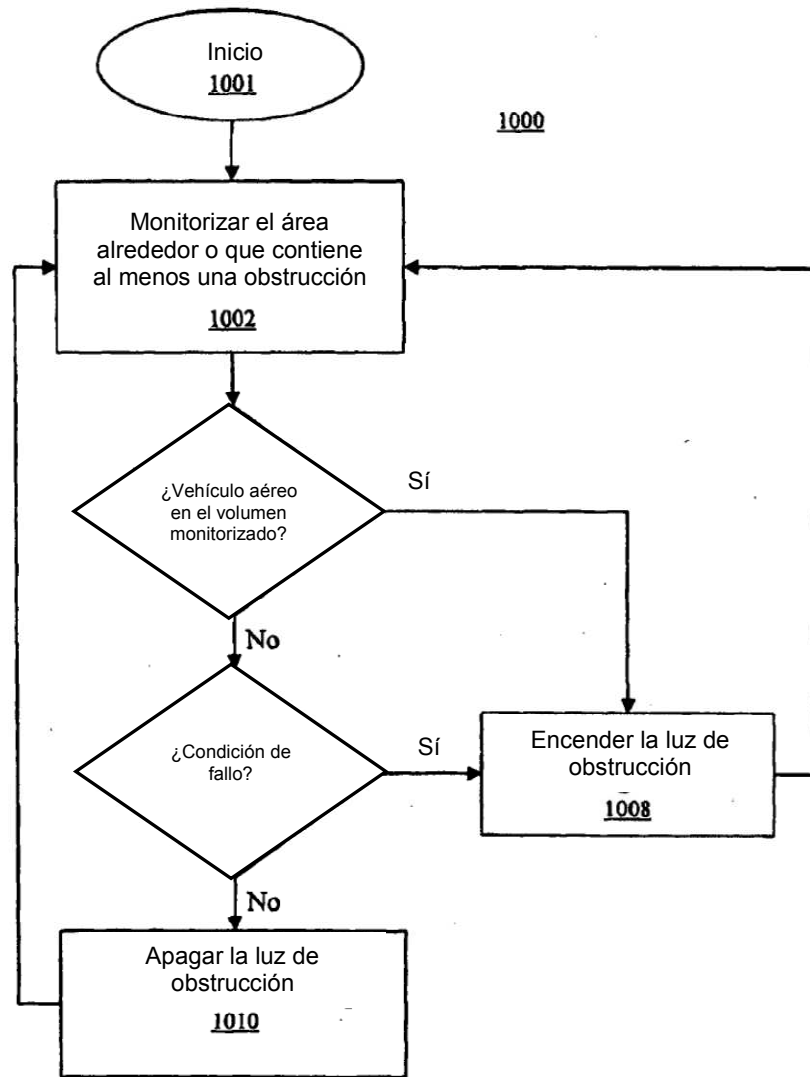 Inicio
1001
1000
Monitorizar el área
alrededor o que contiene
al menos una obstrucción
1002
¿Vehículo aéreo
en el volumen
monitorizado?
Sí
No
¿Condición de
fallo?
Sí
Encender la luz de
obstrucción
1008
No
Apagar la luz de
obstrucción
1010